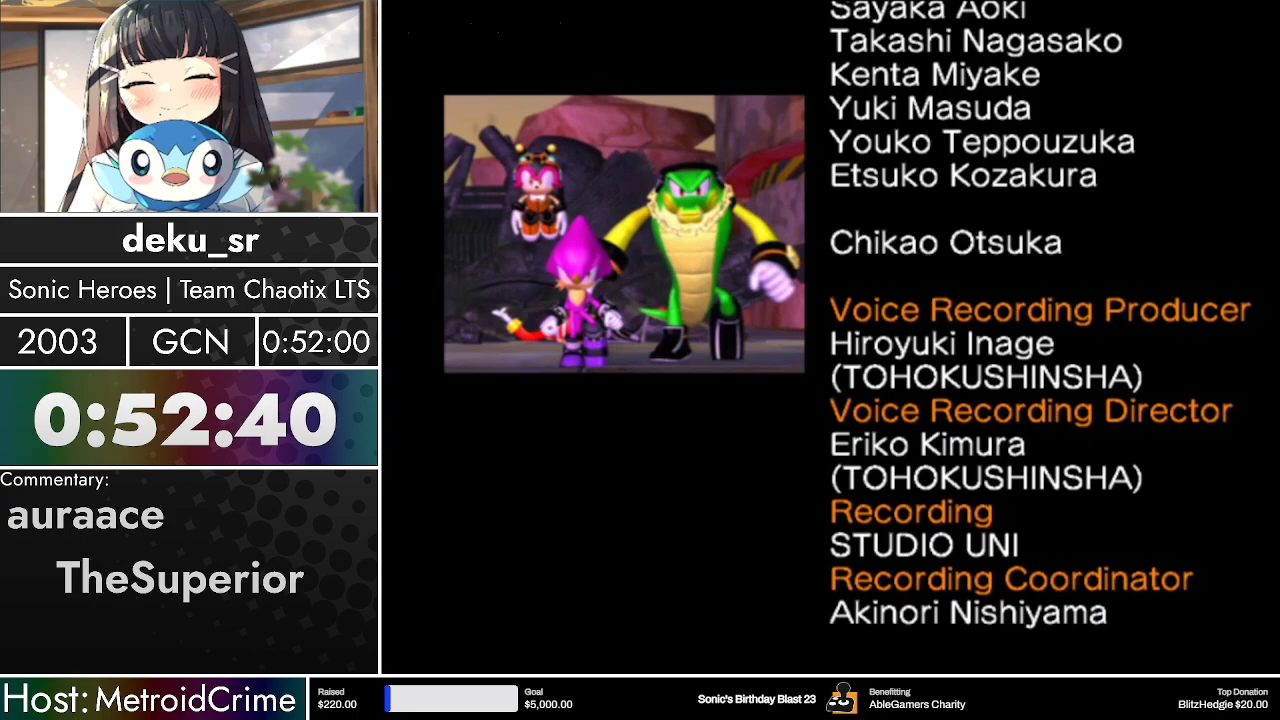 deku_sr
Sonic Heroes | Team Chaotix LTS
2003
GCN
0:52:00
0:52:40
Commentary:
auraace
TheSuperior
Sayaka Aoki
Takashi Nagasako
Kenta Miyake
Yuki Masuda
Youko Teppouzuka
Etsuko Kozakura
Chikao Otsuka
Voice Recording Producer
Hiroyuki Inage
(TOHOKUSHINSHA)
Voice Recording Director
Eriko Kimura
(TOHOKUSHINSHA)
Recording
STUDIO UNI
Recording Coordinator
Akinori Nishiyama
Host: MetroidCrime
Raised
$220.00
Goal
$5,000.00
Sonic's Birthday Blast 23
Benefitting
AbleGamers Charity
Top Donation
BlitzHedgie $20.00